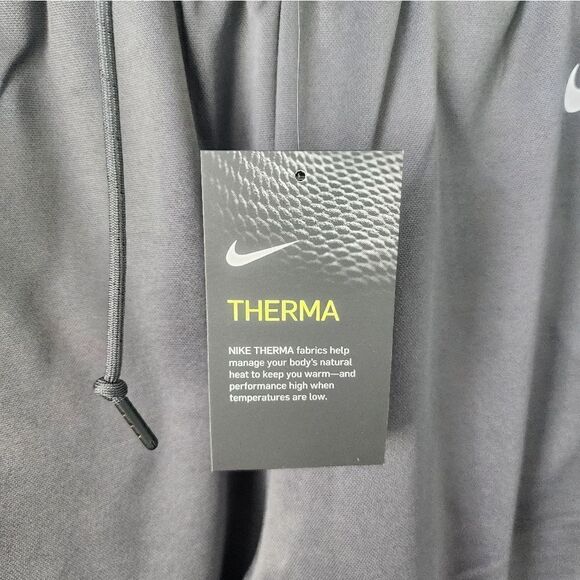 THERMA
NIKE THERMA fabrics help
manage your body's natural
heat to keep you warm—and
performance high when
temperatures are low.